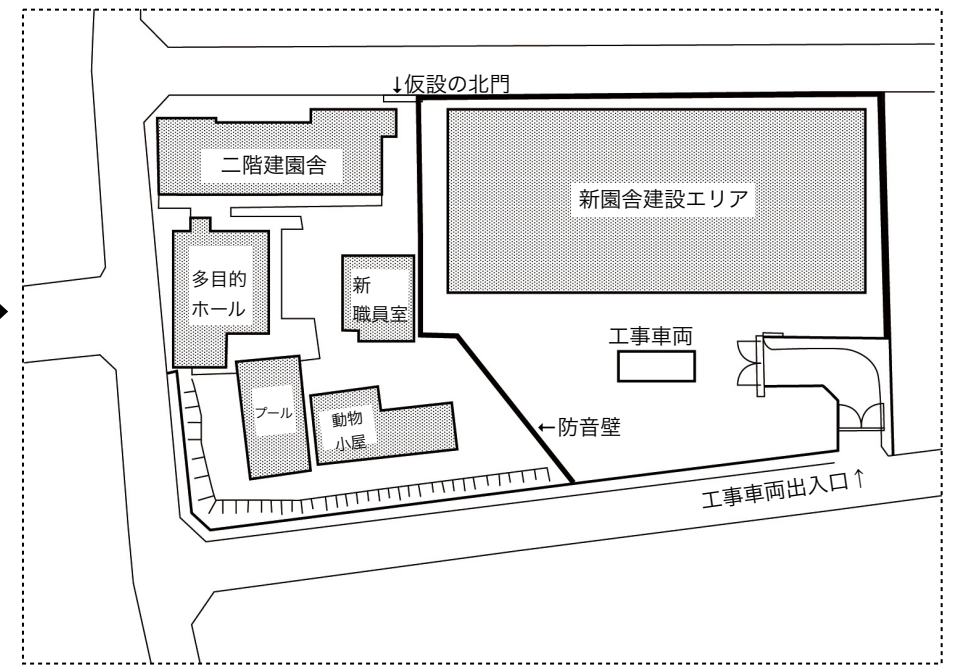 ↓仮設の北門
二階建園舎
新園舎建設エリア
多目的
ホール
新
職員室
工事車両
プール
動物
小屋
←防音壁
工事車両出入口↑